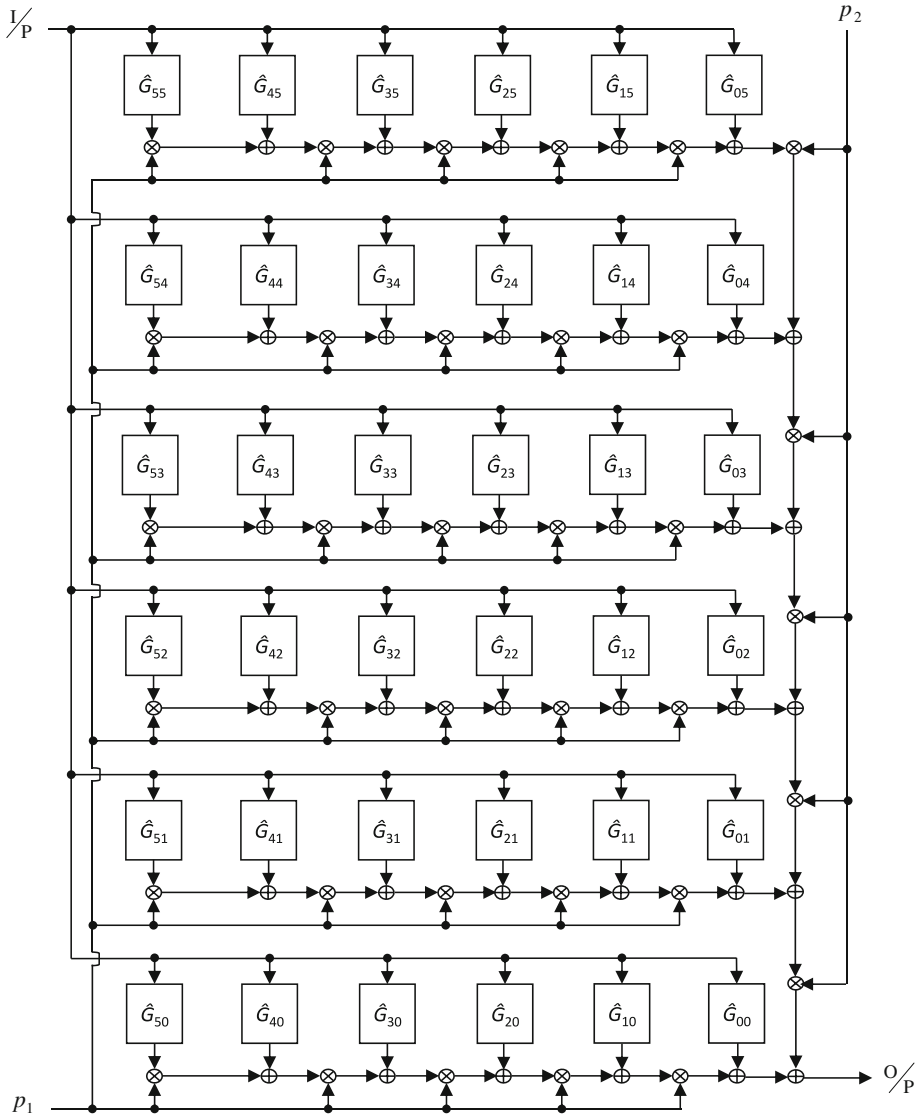 I/P p₂
Ĝ₅₅ Ĝ₄₅ Ĝ₃₅ Ĝ₂₅ Ĝ₁₅ Ĝ₀₅
Ĝ₅₄ Ĝ₄₄ Ĝ₃₄ Ĝ₂₄ Ĝ₁₄ Ĝ₀₄
Ĝ₅₃ Ĝ₄₃ Ĝ₃₃ Ĝ₂₃ Ĝ₁₃ Ĝ₀₃
Ĝ₅₂ Ĝ₄₂ Ĝ₃₂ Ĝ₂₂ Ĝ₁₂ Ĝ₀₂
Ĝ₅₁ Ĝ₄₁ Ĝ₃₁ Ĝ₂₁ Ĝ₁₁ Ĝ₀₁
Ĝ₅₀ Ĝ₄₀ Ĝ₃₀ Ĝ₂₀ Ĝ₁₀ Ĝ₀₀
O/P
p₁